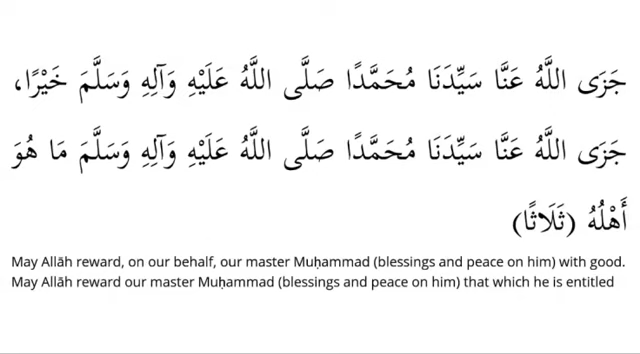 جَزَى اللَّهُ عَنَّا سَيِّدَنَا مُحَمَّدًا صَلَّى اللَّهُ عَلَيْهِ وَآلِهِ وَسَلَّمَ خَيْرًا،
جَزَى اللَّهُ عَنَّا سَيِّدَنَا مُحَمَّدًا صَلَّى اللَّهُ عَلَيْهِ وَآلِهِ وَسَلَّمَ مَا هُوَ
أَهْلُهُ (ثَلَاثًا)
May Allāh reward, on our behalf, our master Muḥammad (blessings and peace on him) with good.
May Allāh reward our master Muḥammad (blessings and peace on him) that which he is entitled